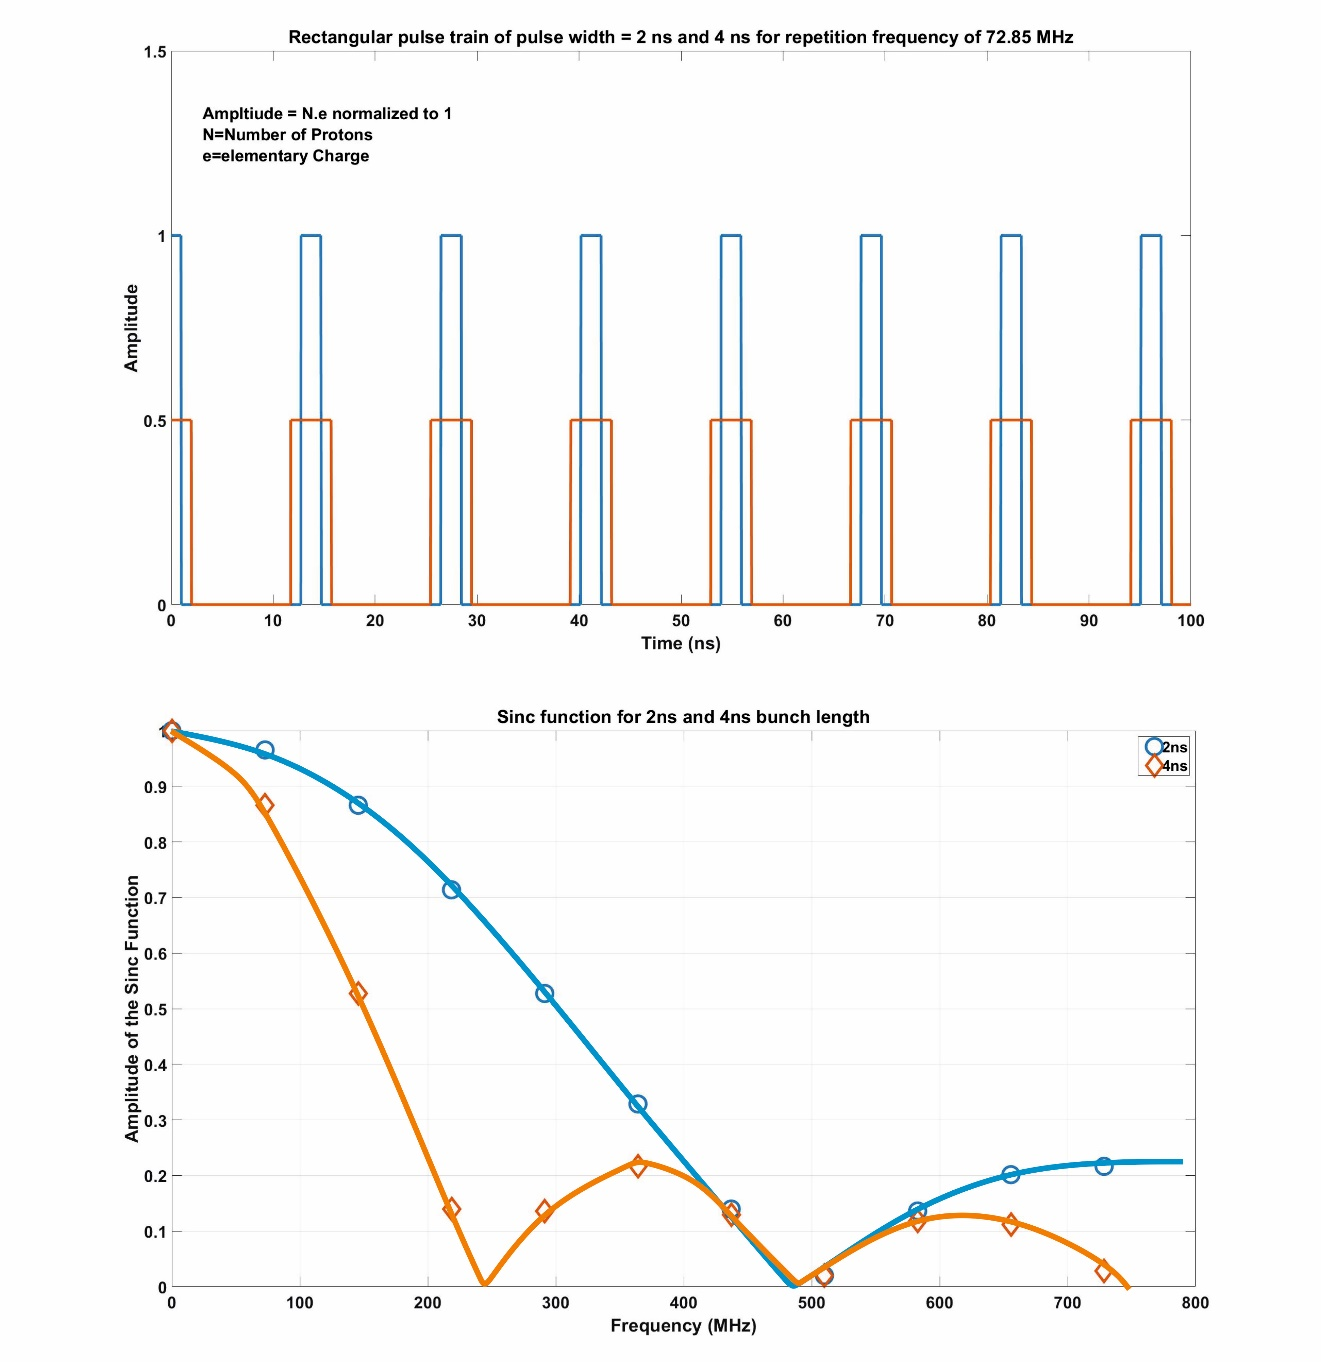 Rectangular pulse train of pulse width = 2 ns and 4 ns for repetition frequency of 72.85 MHz
1.5
Ampltiude = N.e normalized to 1
N=Number of Protons
e=elementary Charge
1
Amplitude
0.5
0
0 10 20 30 40 50 60 70 80 90 100
Time (ns)
Sinc function for 2ns and 4ns bunch length
2ns
4ns
0.9
0.8
0.7
0.6
0.5
0.4
0.3
0.2
0.1
0
Amplitude of the Sinc Function
0 100 200 300 400 500 600 700 800
Frequency (MHz)